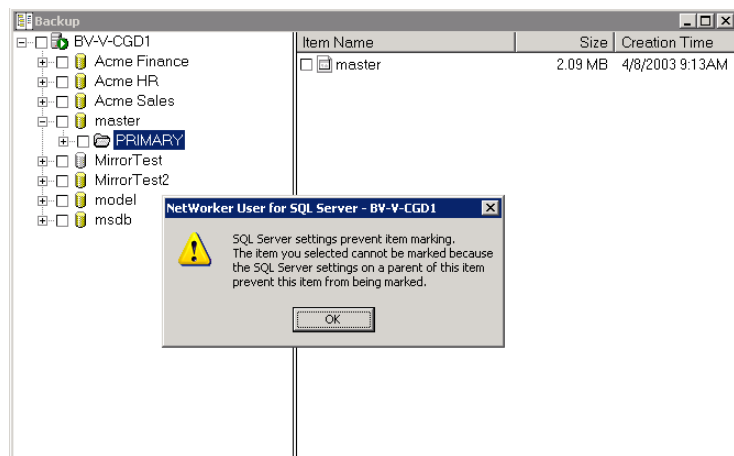 Backup
BV-V-CGD1
Acme Finance
Acme HR
Acme Sales
master
PRIMARY
MirrorTest
MirrorTest2
model
msdb
Item Name Size Creation Time
master 2.09 MB 4/8/2003 9:13AM
NetWorker User for SQL Server - BV-V-CGD1
SQL Server settings prevent item marking.
The item you selected cannot be marked because
the SQL Server settings on a parent of this item
prevent this item from being marked.
OK